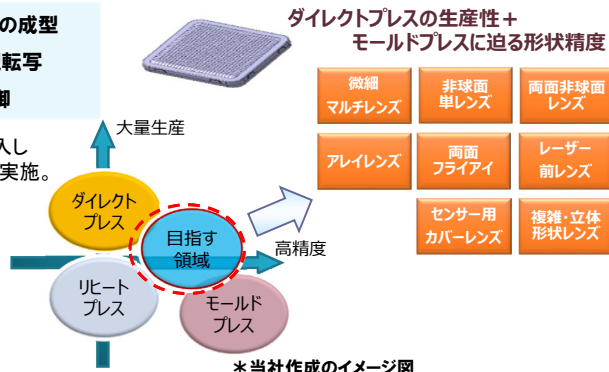 の成型
転写
御
入し
実施。
ダイレクトプレスの生産性＋
モールドプレスに迫る形状精度
微細
マルチレンズ
非球面
単レンズ
両面非球面
レンズ
アレイレンズ
両面
フライアイ
レーザー
前レンズ
センサー用
カバーレンズ
複雑・立体
形状レンズ
大量生産
ダイレクト
プレス
目指す
領域
高精度
リヒート
プレス
モールド
プレス
＊当社作成のイメージ図